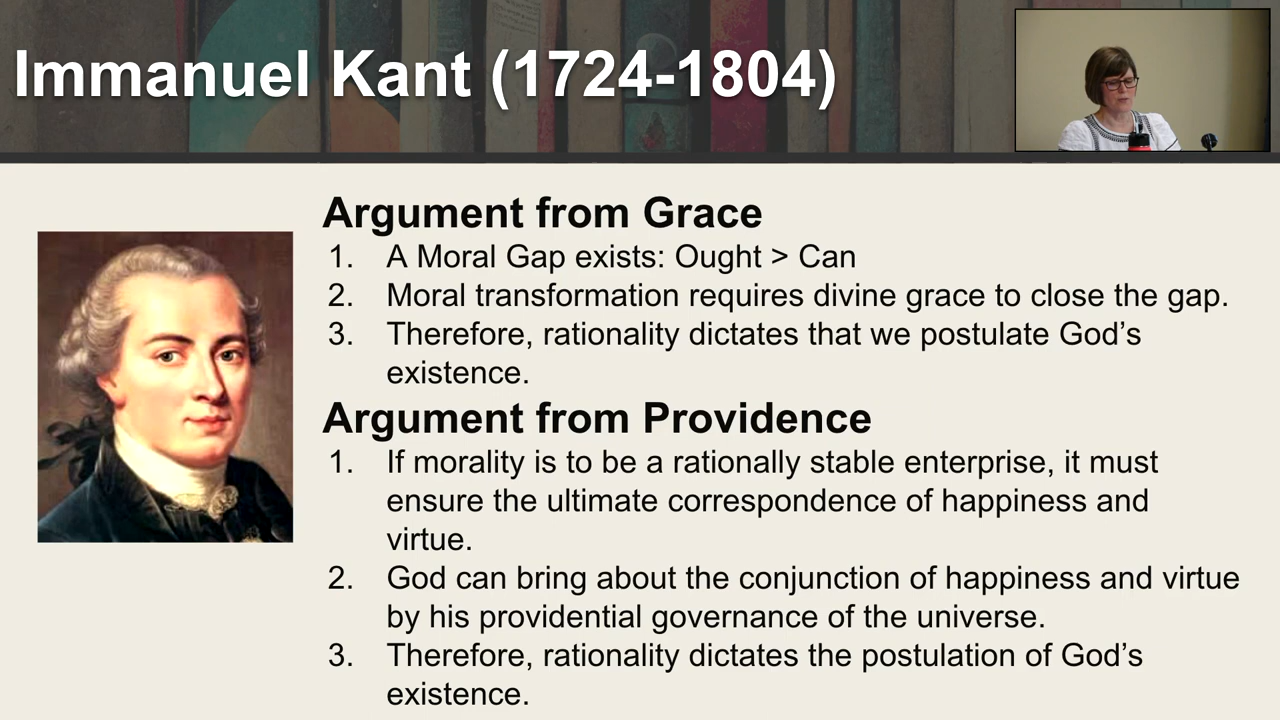 Immanuel Kant (1724-1804)
Argument from Grace
1. A Moral Gap exists: Ought > Can
2. Moral transformation requires divine grace to close the gap.
3. Therefore, rationality dictates that we postulate God’s
existence.
Argument from Providence
1. If morality is to be a rationally stable enterprise, it must
ensure the ultimate correspondence of happiness and
virtue.
2. God can bring about the conjunction of happiness and virtue
by his providential governance of the universe.
3. Therefore, rationality dictates the postulation of God’s
existence.